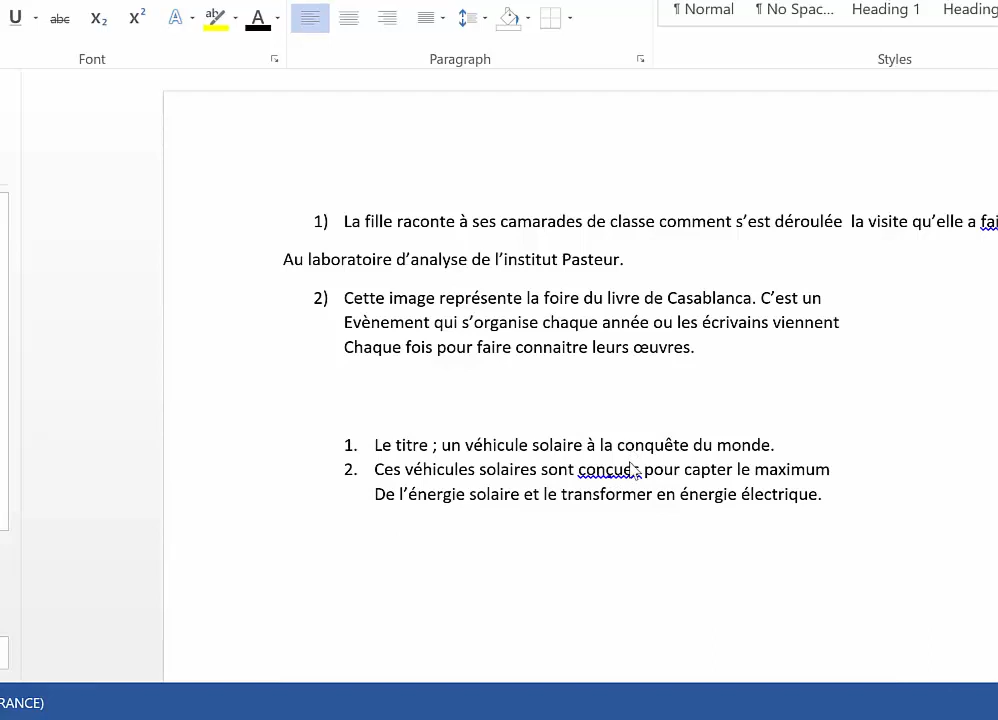 U abc X₂ X² A ab A
¶ Normal ¶ No Spac... Heading 1 Heading
Font Paragraph Styles
1) La fille raconte à ses camarades de classe comment s’est déroulée la visite qu’elle a fai
Au laboratoire d’analyse de l’institut Pasteur.
2) Cette image représente la foire du livre de Casablanca. C’est un
Evènement qui s’organise chaque année ou les écrivains viennent
Chaque fois pour faire connaitre leurs œuvres.
1. Le titre ; un véhicule solaire à la conquête du monde.
2. Ces véhicules solaires sont pour capter le maximum
De l’énergie solaire et le transformer en énergie électrique.
RANCE)